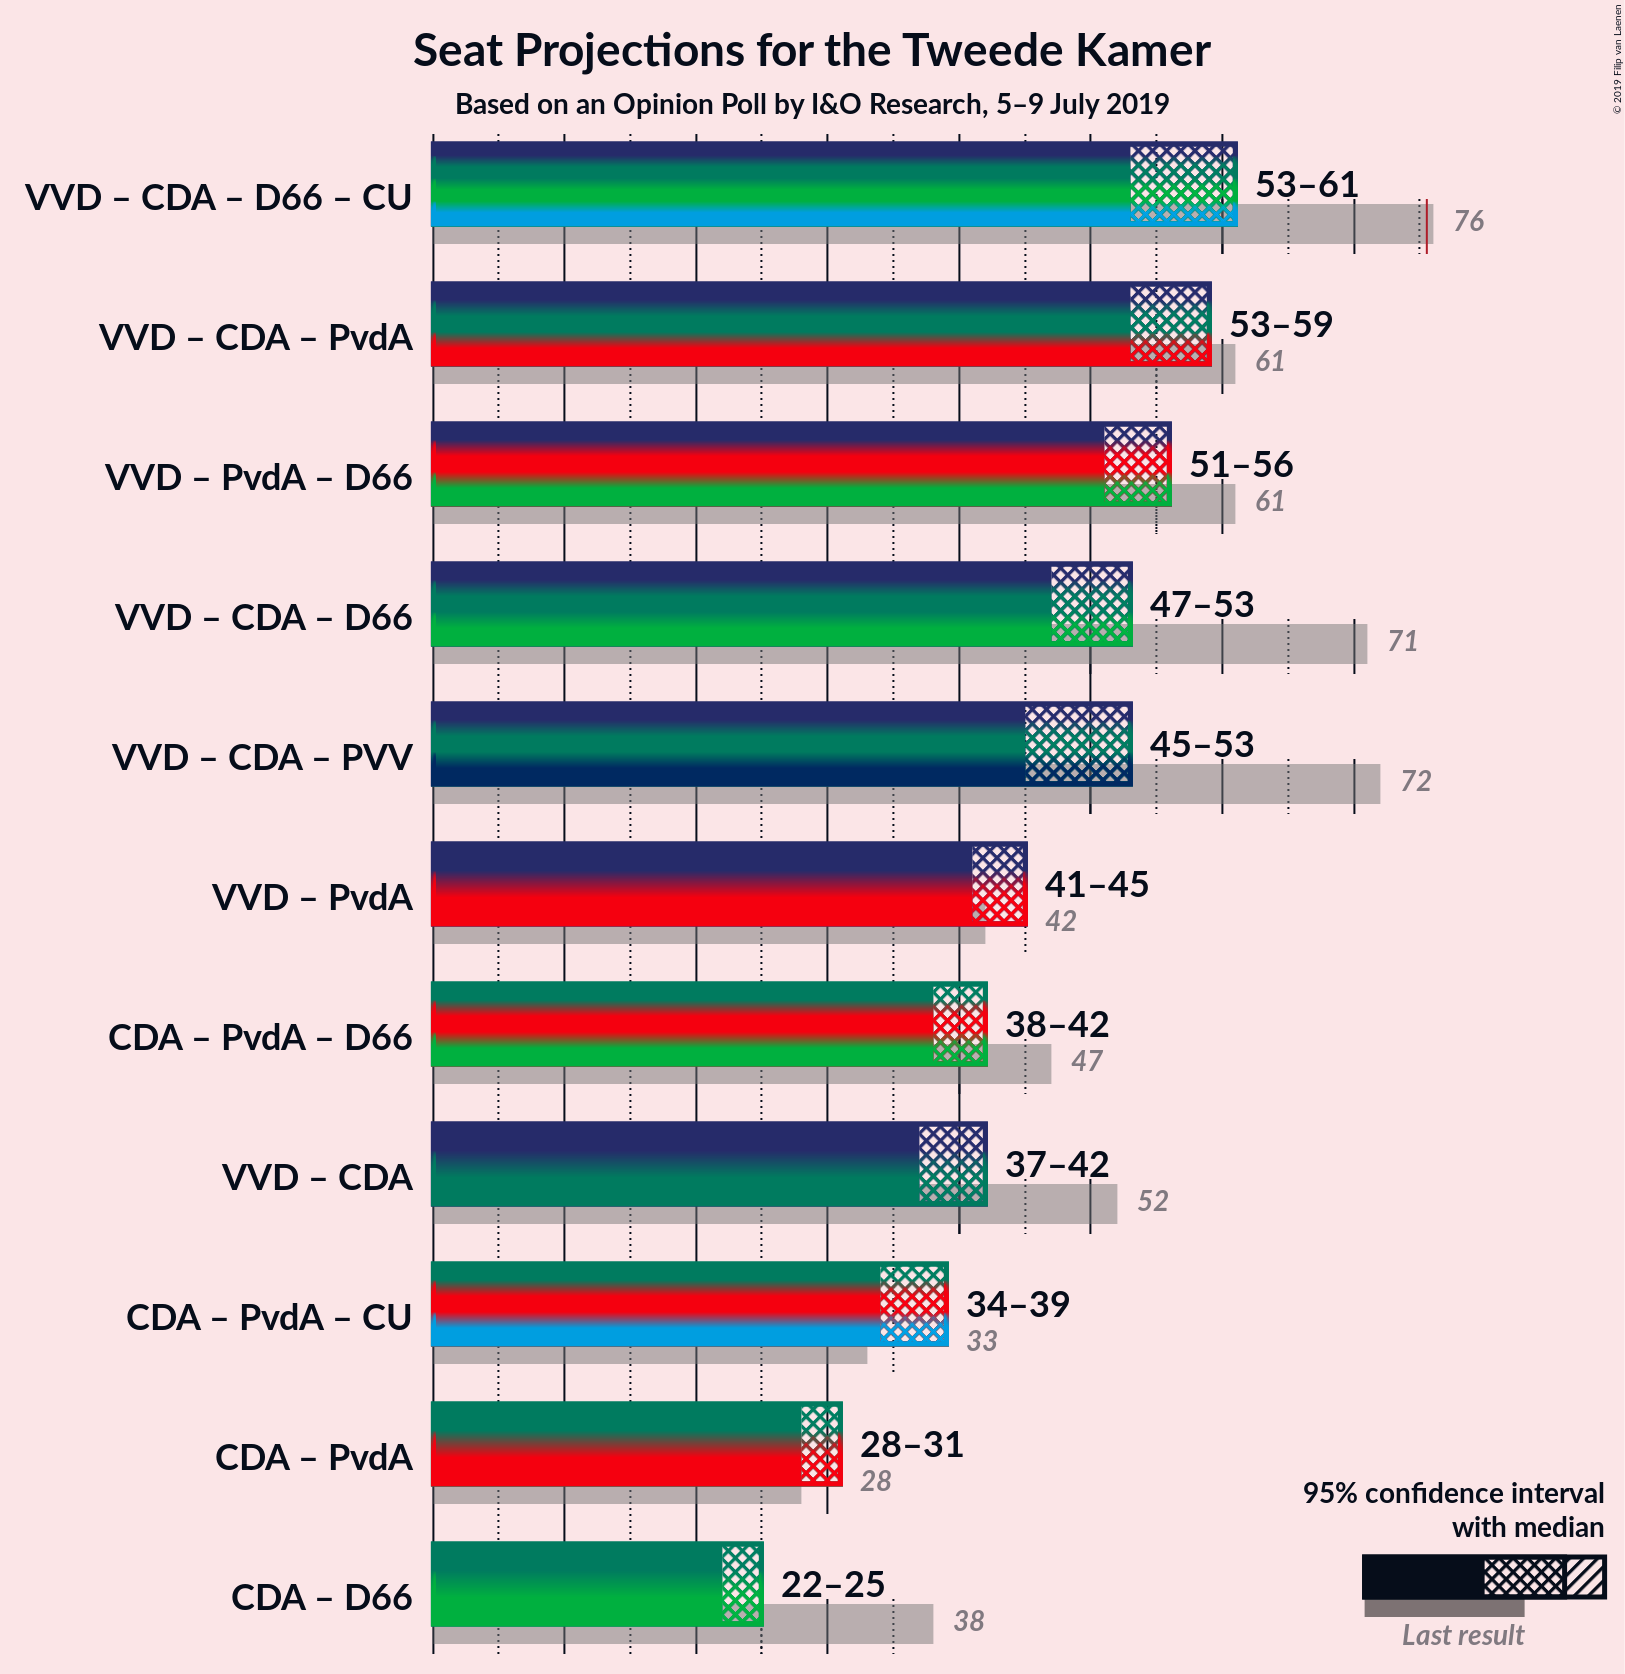 Seat Projections for the Tweede Kamer
Based on an Opinion Poll by I&O Research, 5–9 July 2019
© 2019 Filip van Laenen
VVD – CDA – D66 – CU
53–61
76
VVD – CDA – PvdA
53–59
61
VVD – PvdA – D66
51–56
61
VVD – CDA – D66
47–53
71
VVD – CDA – PVV
45–53
72
VVD – PvdA
41–45
42
CDA – PvdA – D66
38–42
47
VVD – CDA
37–42
52
CDA – PvdA – CU
34–39
33
CDA – PvdA
28–31
28
CDA – D66
22–25
38
95% confidence interval
with median
Last result